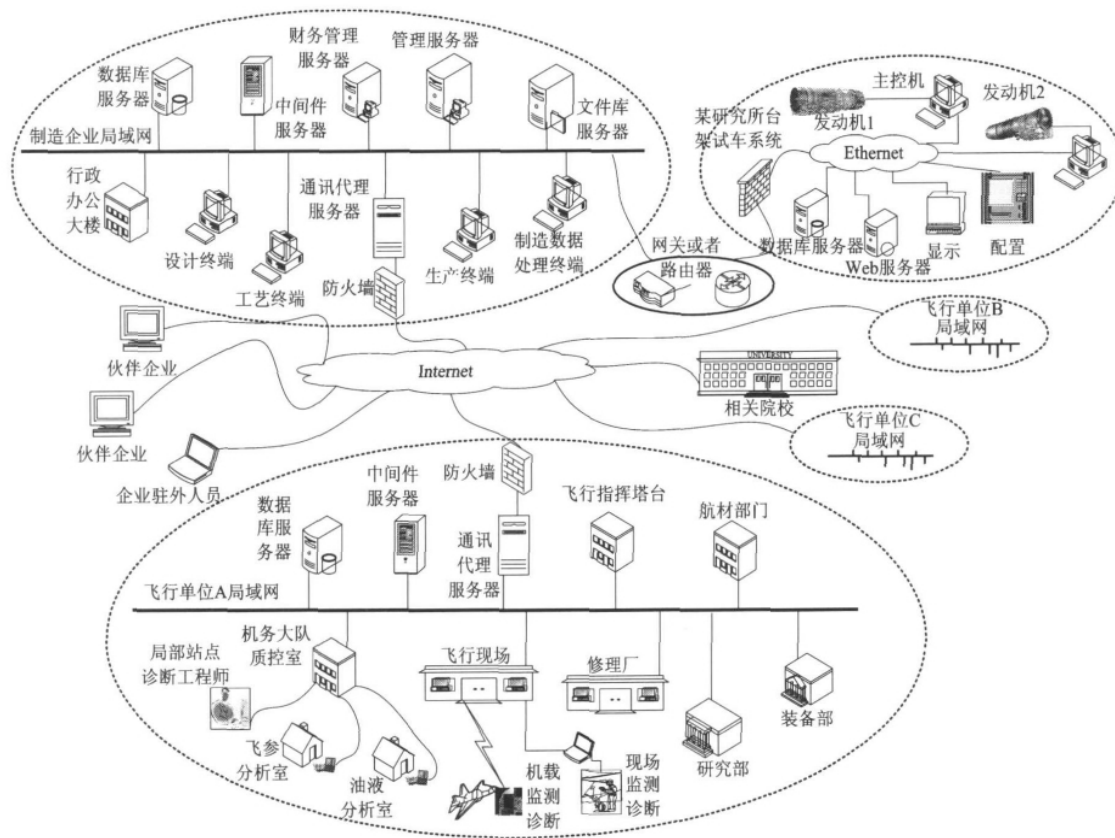 财务管理
服务器
管理服务器
数据库
服务器
中间件
服务器
文件库
服务器
制造企业局域网
行政
办公
大楼
通讯代理
服务器
设计终端
工艺终端
生产终端
制造数据
处理终端
防火墙
主控机
发动机1
发动机2
某研究所台
架试车系统
Ethernet
数据库服务器
Web服务器
显示
配置
网关或者
路由器
伙伴企业
伙伴企业
企业驻外人员
Internet
飞行单位B
局域网
UNIVERSITY
相关院校
飞行单位C
局域网
防火墙
数据
库服
务器
中间件
服务器
通讯
代理
服务器
飞行指挥塔台
航材部门
飞行单位A局域网
局部站点
诊断工程师
机务大队
质控室
飞行现场
修理厂
装备部
研究部
飞参
分析室
油液
分析室
机载
监测
诊断
现场
监测
诊断